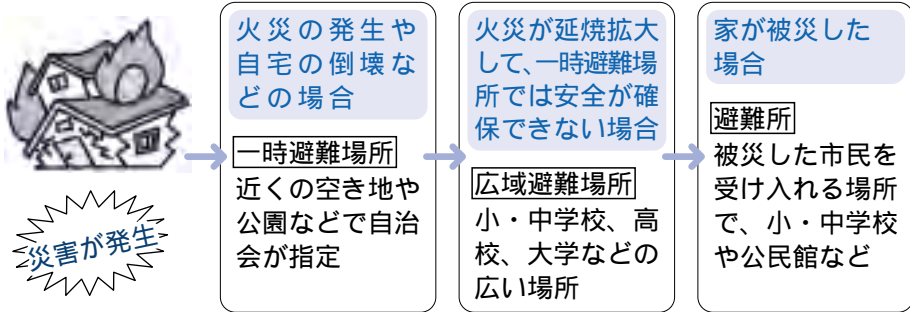 災害が発生
火災の発生や
自宅の倒壊な
どの場合
一時避難場所
近くの空き地や
公園などで自治
会が指定
火災が延焼拡大
して、一時避難場
所では安全が確
保できない場合
広域避難場所
小・中学校、高
校、大学などの
広い場所
家が被災した
場合
避難所
被災した市民を
受け入れる場所
で、小・中学校
や公民館など